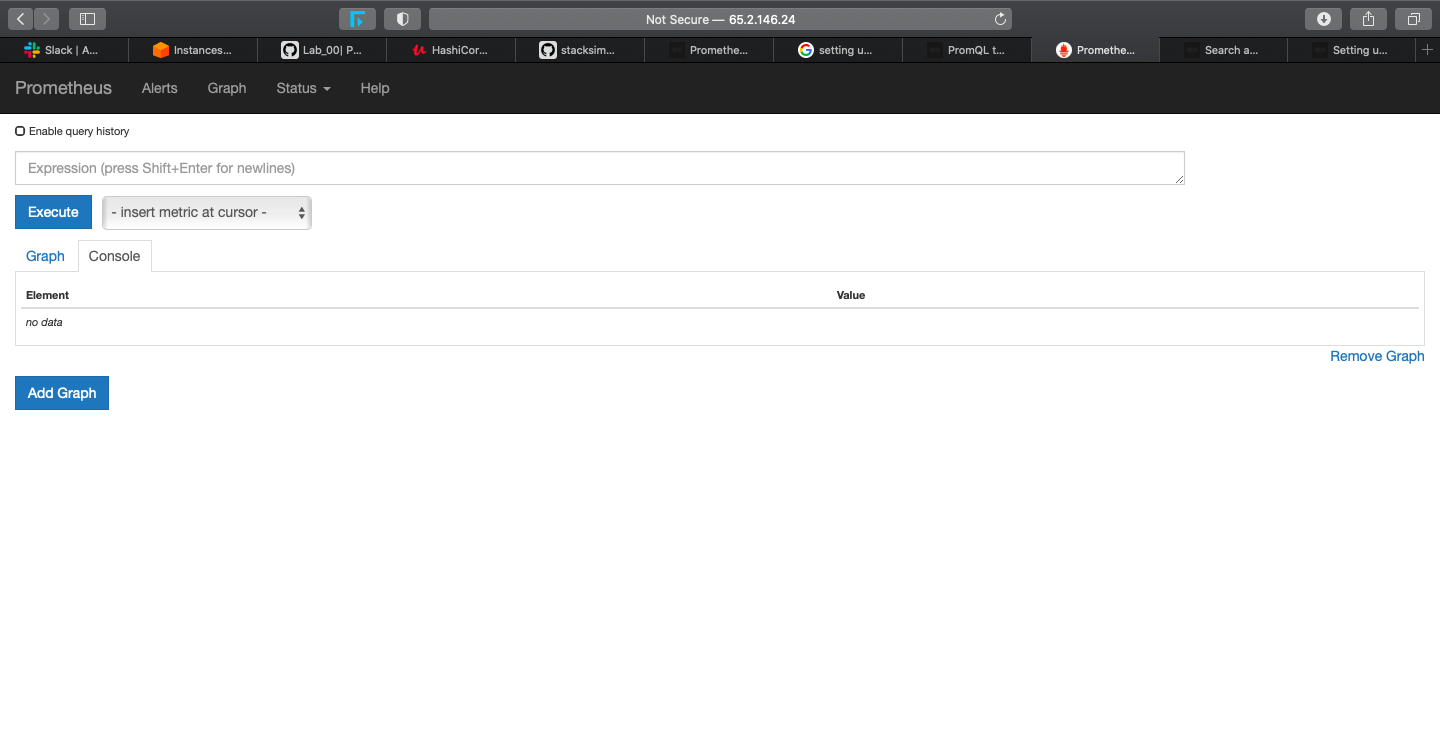 Not Secure — 65.2.146.24
Slack | A... Instances... Lab_00| P... HashiCor... stacksim... Promethe... setting u... PromQL t... Promethe... Search a... Setting u...
Prometheus Alerts Graph Status Help
Enable query history
Expression (press Shift+Enter for newlines)
Execute - insert metric at cursor -
Graph Console
Element Value
no data
Remove Graph
Add Graph